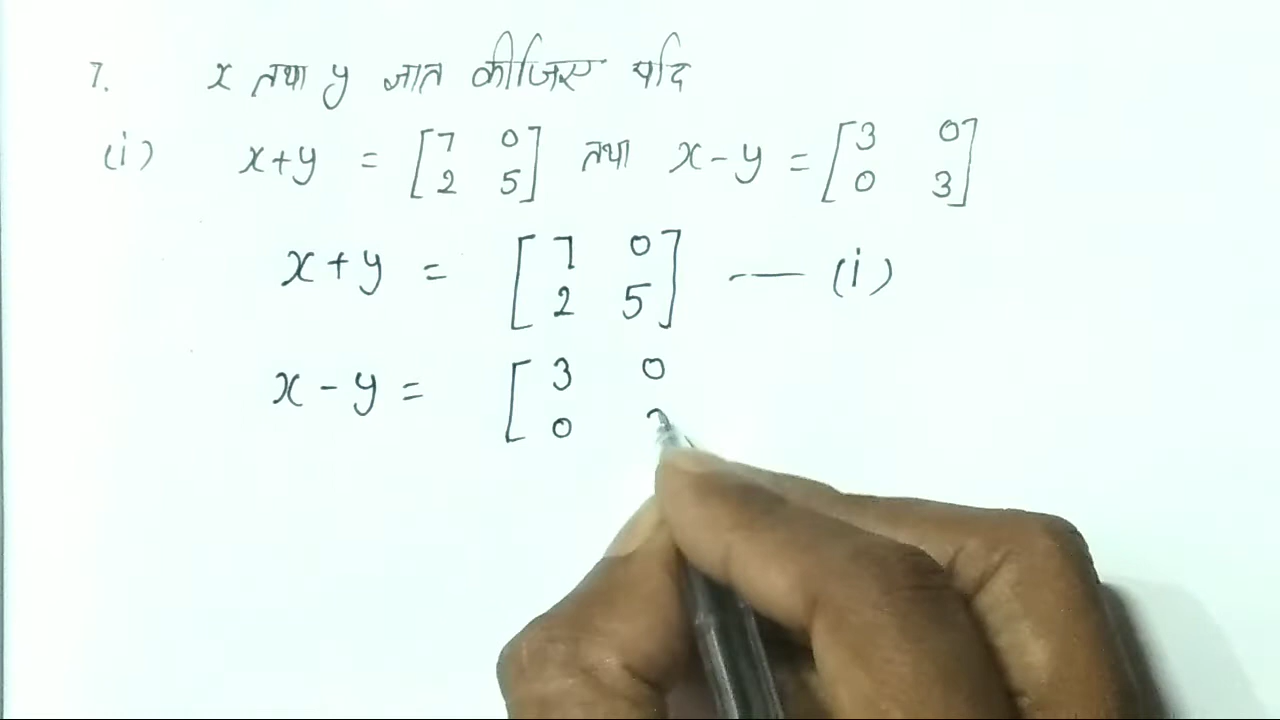 7. x तथा y ज्ञात कीजिए यदि
(i) x+y = [7 0 2 5] तथा x-y = [3 0 0 3]
x+y = [7 0 2 5] — (i)
x-y = [3 0 0